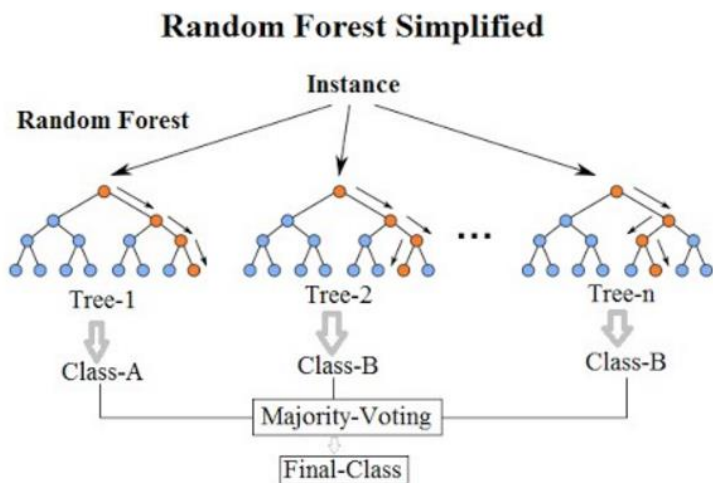 Random Forest Simplified
Instance
Random Forest
...
Tree-1
Tree-2
Tree-n
Class-A
Class-B
Class-B
Majority-Voting
Final-Class